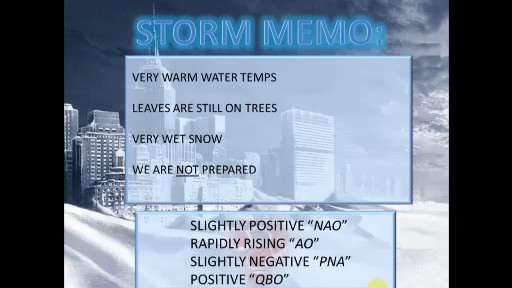 STORM MEMO:
VERY WARM WATER TEMPS
LEAVES ARE STILL ON TREES
VERY WET SNOW
WE ARE NOT PREPARED
SLIGHTLY POSITIVE “NAO”
RAPIDLY RISING “AO”
SLIGHTLY NEGATIVE “PNA”
POSITIVE “QBO”